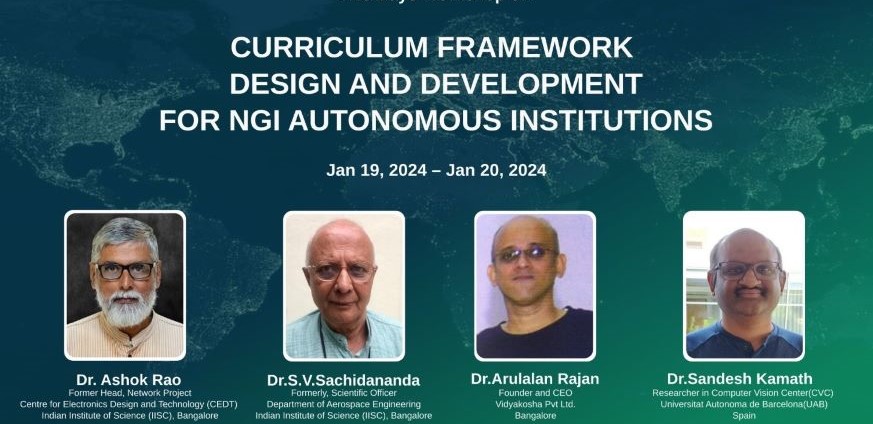 CURRICULUM FRAMEWORK
DESIGN AND DEVELOPMENT
FOR NGI AUTONOMOUS INSTITUTIONS
Jan 19, 2024 – Jan 20, 2024
Dr. Ashok Rao
Former Head, Network Project
Centre for Electronics Design and Technology (CEDT)
Indian Institute of Science (IISC), Bangalore
Dr.S.V.Sachidananda
Formerly, Scientific Officer
Department of Aerospace Engineering
Indian Institute of Science (IISC), Bangalore
Dr.Arulalan Rajan
Founder and CEO
Vidyakosha Pvt Ltd.
Bangalore
Dr.Sandesh Kamath
Researcher in Computer Vision Center(CVC)
Universitat Autonoma de Barcelona(UAB)
Spain